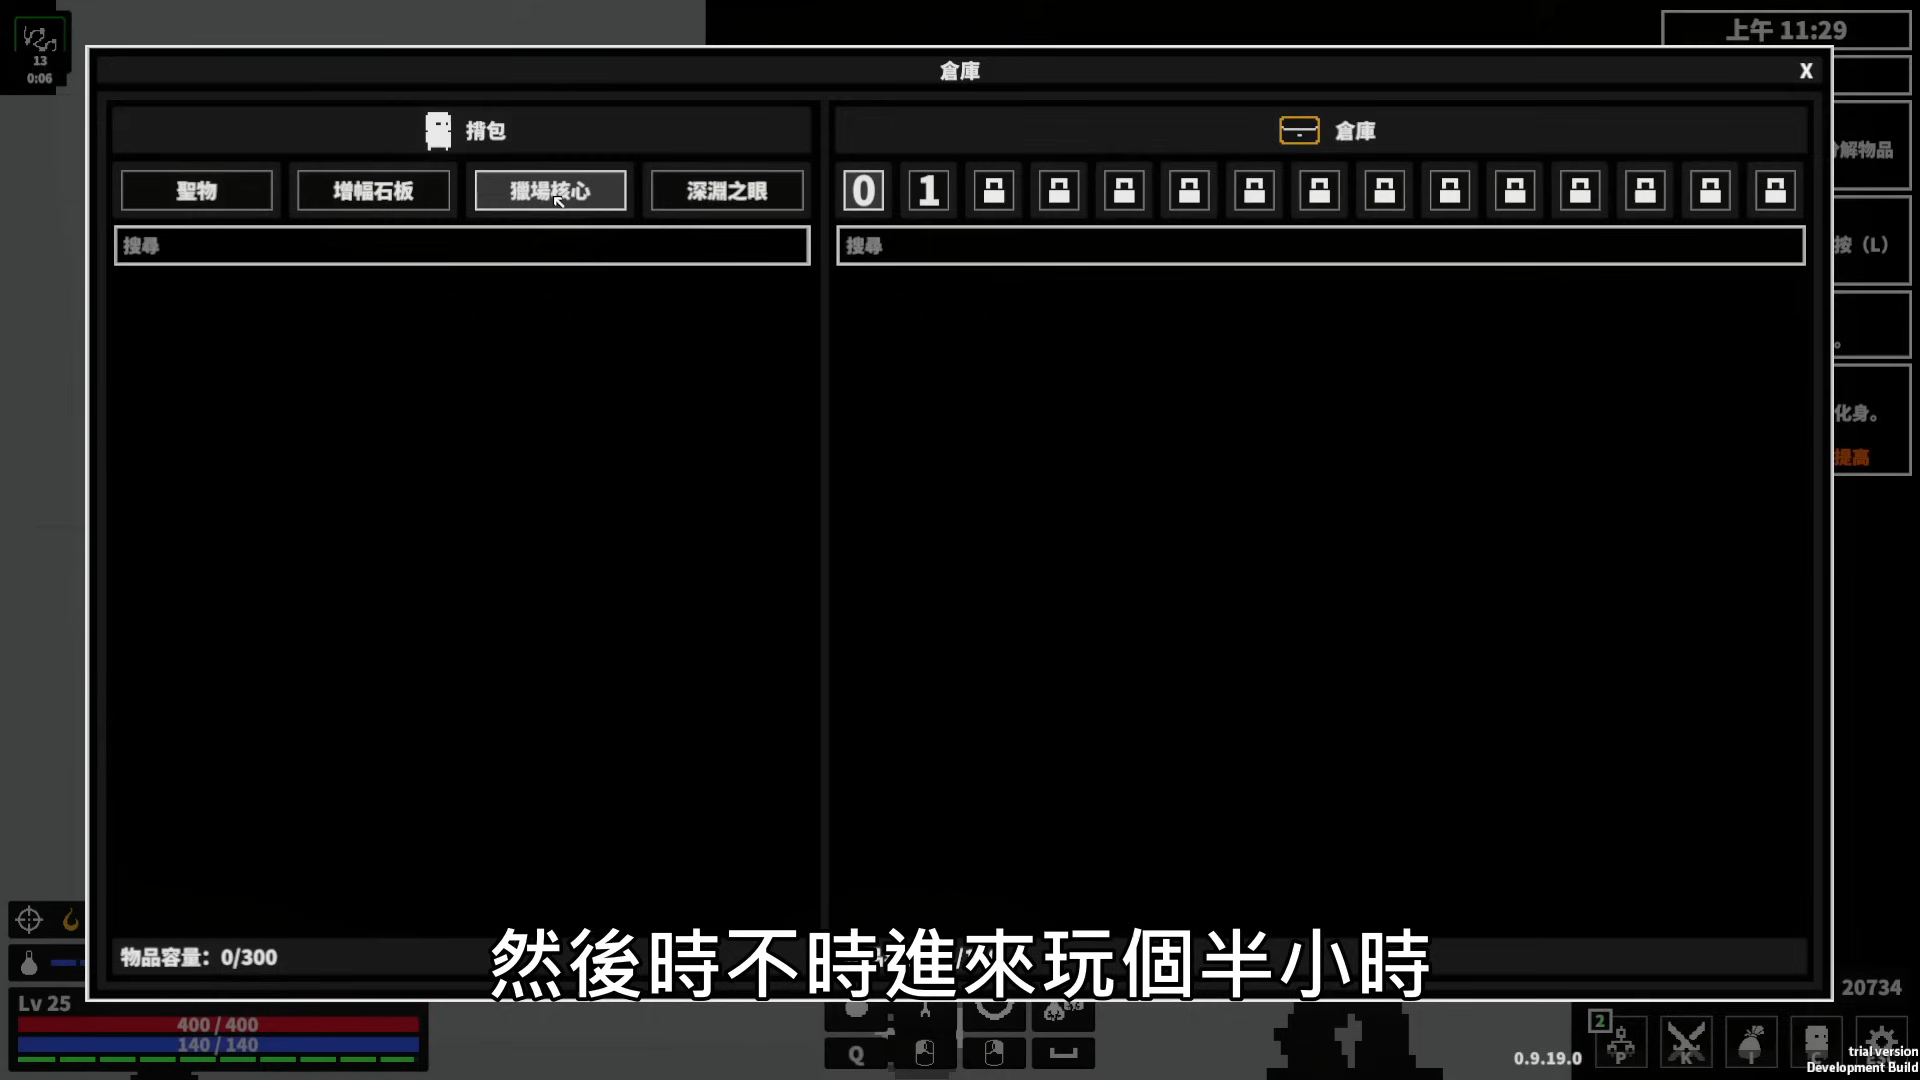 13
0:06
上午 11:29
倉庫
X
揹包
倉庫
聖物
增幅石板
獵場核心
深淵之眼
0
1
搜尋
搜尋
解物品
按（L）
。
化身。
提高
物品容量： 0/300
然後時不時進來玩個半小時
Lv 25
400 / 400
140 / 140
Q
20734
2
P
K
I
C
0.9.19.0
trial version
Development Build